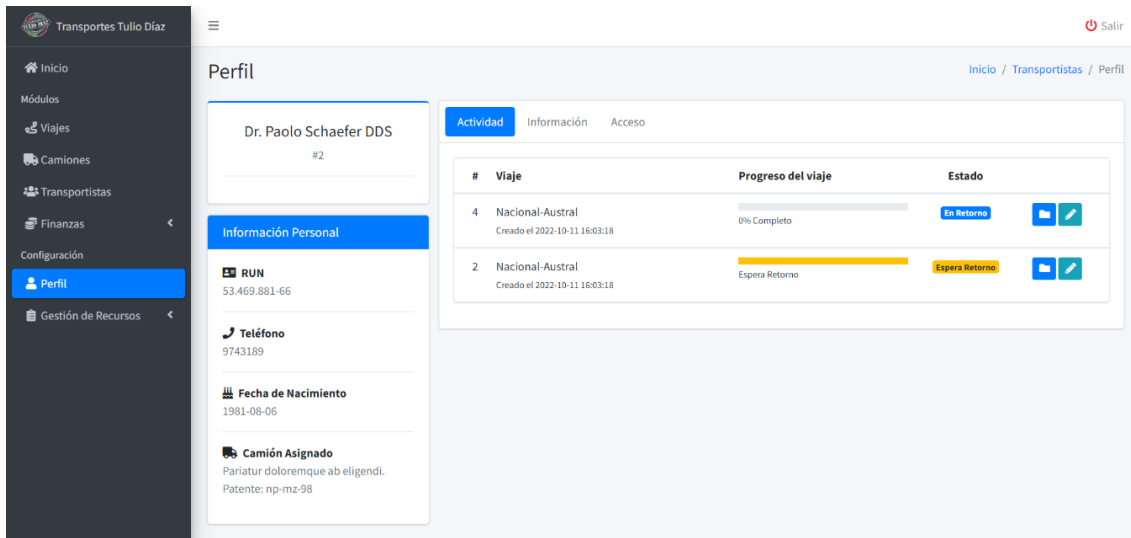 TULIO DIAZ
Transportes Tulio Díaz
Inicio
Módulos
Viajes
Camiones
Transportistas
Finanzas
Configuración
Perfil
Gestión de Recursos
Salir
Perfil
Inicio / Transportistas / Perfil
Dr. Paolo Schaefer DDS
#2
Información Personal
RUN
53.469.881-66
Teléfono
9743189
Fecha de Nacimiento
1981-08-06
Camión Asignado
Pariatur doloremque ab eligendi.
Patente: np-mz-98
Actividad Información Acceso
# Viaje Progreso del viaje Estado
4 Nacional-Austral En Retorno
Creado el 2022-10-11 16:03:18 0% Completo
2 Nacional-Austral Espera Retorno
Creado el 2022-10-11 16:03:18 Espera Retorno